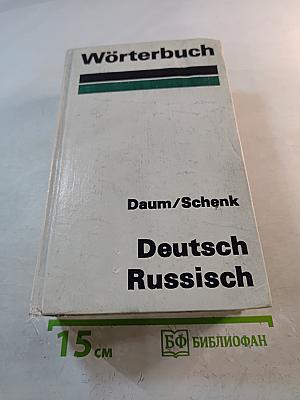 Wörterbuch
Daum/Schenk
Deutsch
Russisch
15 см
БФ БИБЛИОФАН